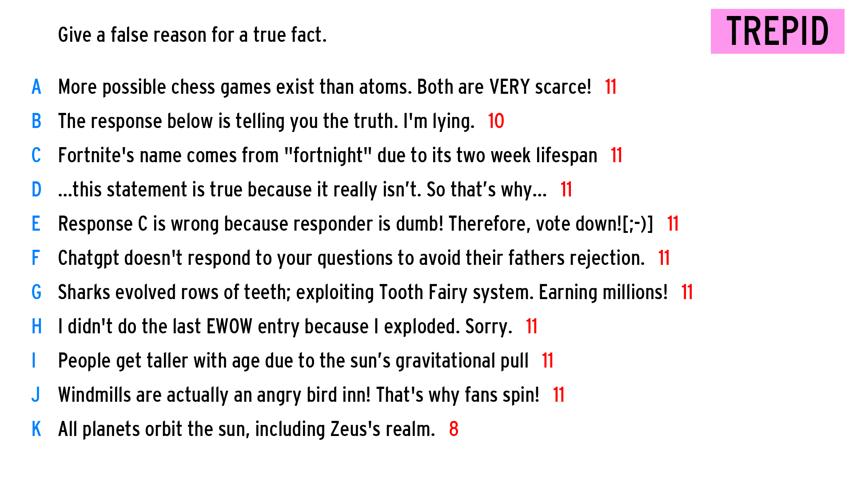 Give a false reason for a true fact.
TREPID
A More possible chess games exist than atoms. Both are VERY scarce! 11
B The response below is telling you the truth. I'm lying. 10
C Fortnite's name comes from "fortnight" due to its two week lifespan 11
D ...this statement is true because it really isn’t. So that’s why... 11
E Response C is wrong because responder is dumb! Therefore, vote down![;-)] 11
F Chatgpt doesn't respond to your questions to avoid their fathers rejection. 11
G Sharks evolved rows of teeth; exploiting Tooth Fairy system. Earning millions! 11
H I didn't do the last EWOW entry because I exploded. Sorry. 11
I People get taller with age due to the sun’s gravitational pull 11
J Windmills are actually an angry bird inn! That's why fans spin! 11
K All planets orbit the sun, including Zeus's realm. 8